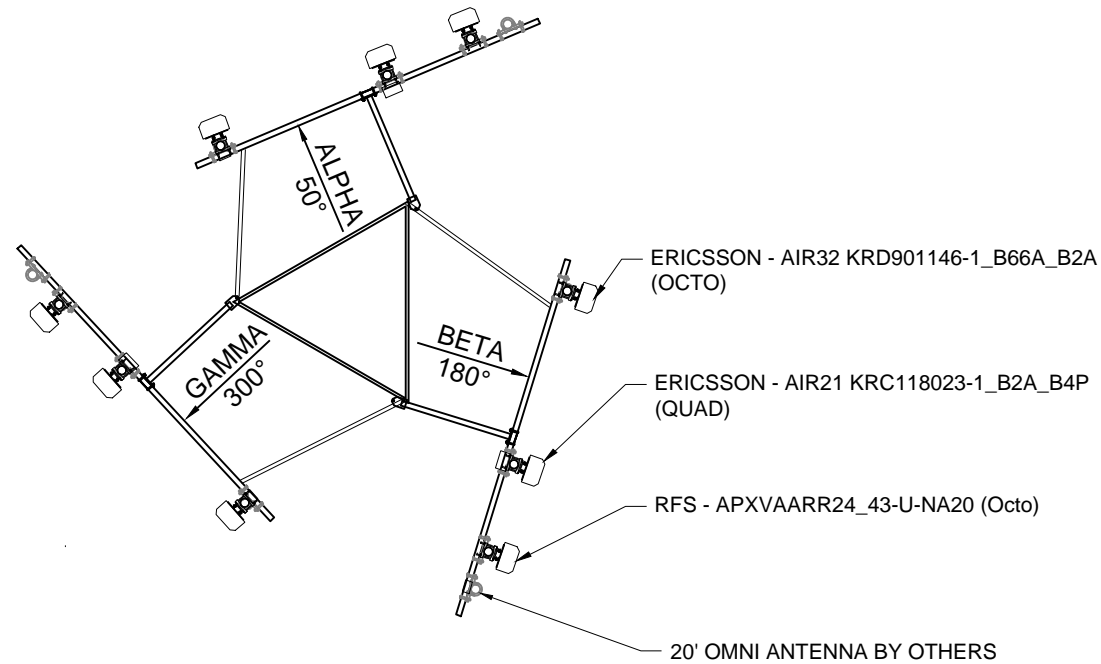 ALPHA
50°
ERICSSON - AIR32 KRD901146-1_B66A_B2A
(OCTO)
BETA
180°
GAMMA
300°
ERICSSON - AIR21 KRC118023-1_B2A_B4P
(QUAD)
RFS - APXVAARR24_43-U-NA20 (Octo)
20' OMNI ANTENNA BY OTHERS